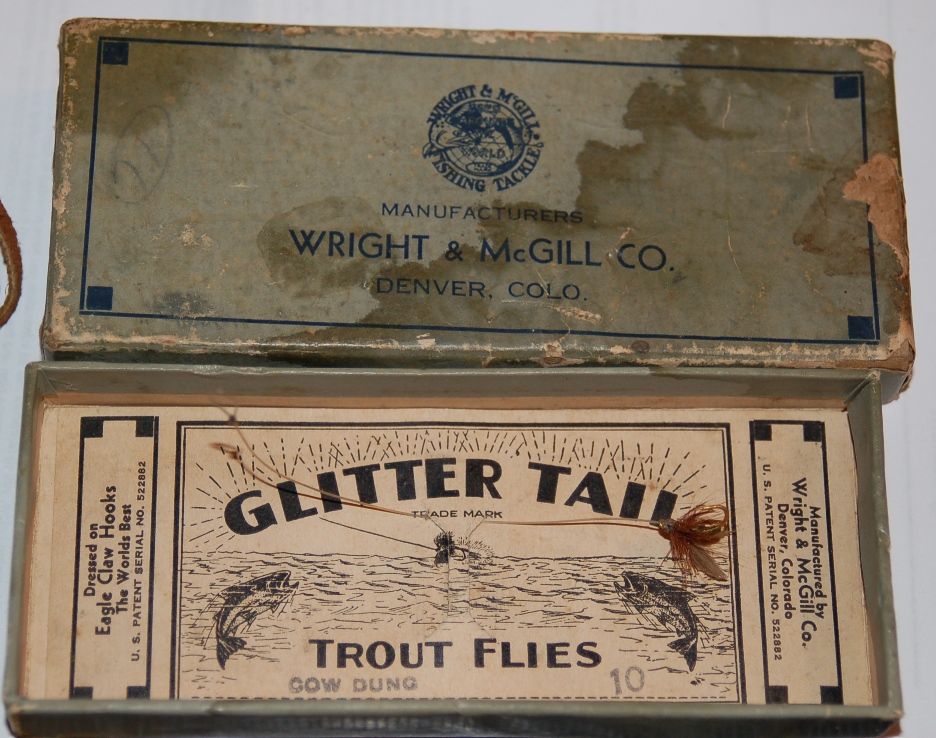 WRIGHT & McGILL
WORLD
FISHING TACKLE
MANUFACTURERS
WRIGHT & McGILL CO.
DENVER, COLO.
Dressed on
Eagle Claw Hooks
The Worlds Best
U. S. PATENT SERIAL NO. 522882
GLITTER TAIL
TRADE MARK
TROUT FLIES
COW DUNG
10
Manufactured by
Wright & McGill Co.
Denver, Colorado
U. S. PATENT SERIAL NO. 522882